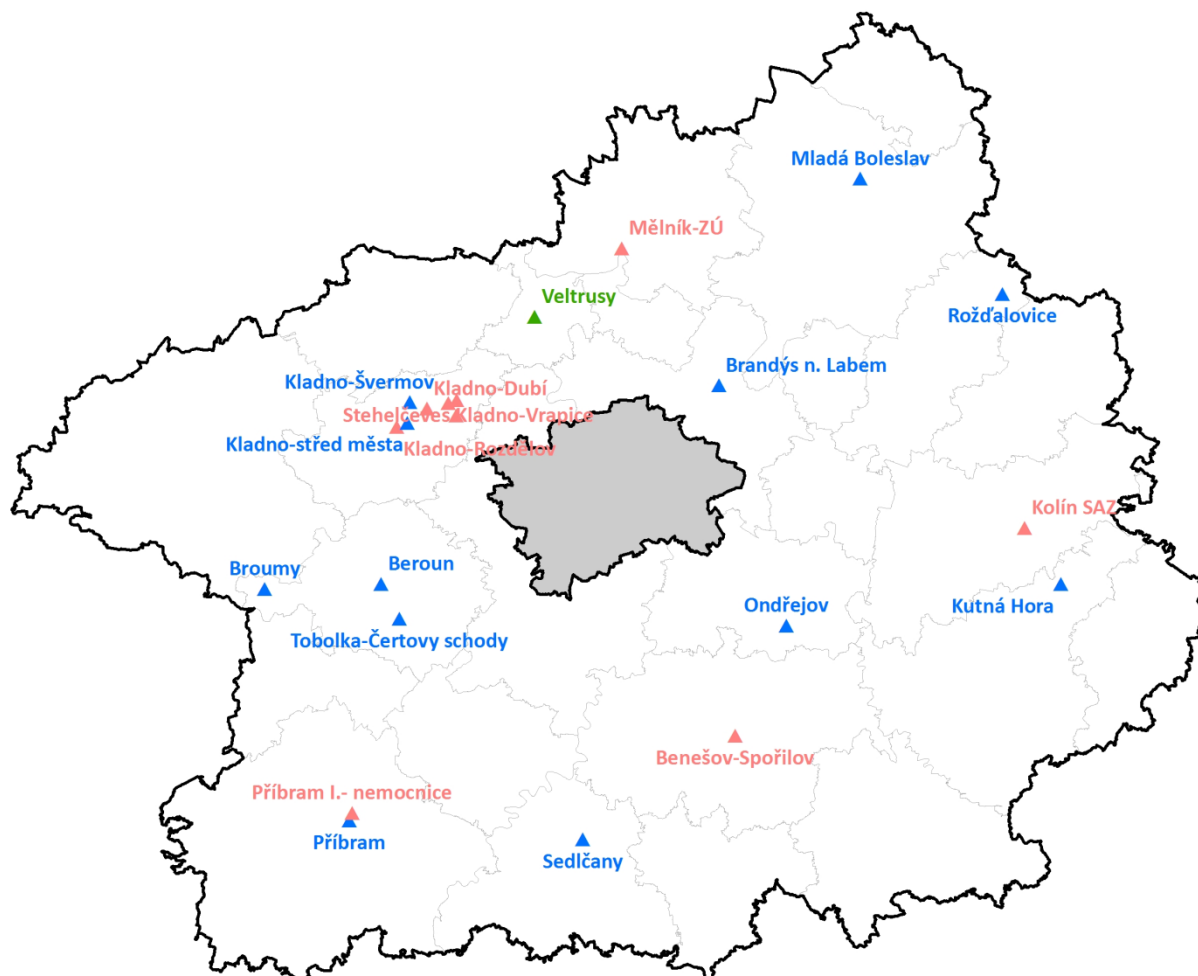 Mladá Boleslav
Mělník-ZÚ
Veltrusy
Rožďalovice
Brandýs n. Labem
Kladno-Švermov
Kladno-Dubí
Stehelčeves
Kladno-Vrapice
Kladno-střed města
Kladno-Rozdělov
Kolín SAZ
Broumy
Beroun
Kutná Hora
Ondřejov
Tobolka-Čertovy schody
Benešov-Spořilov
Příbram I.- nemocnice
Příbram
Sedlčany